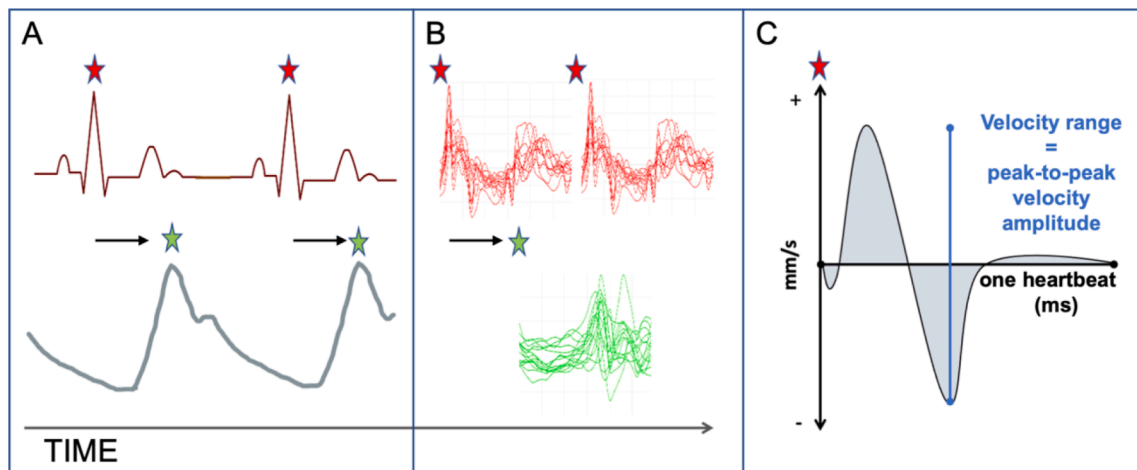 A
B
C
+
Velocity range
=
peak-to-peak
velocity
amplitude
mm/s
one heartbeat
(ms)
-
TIME